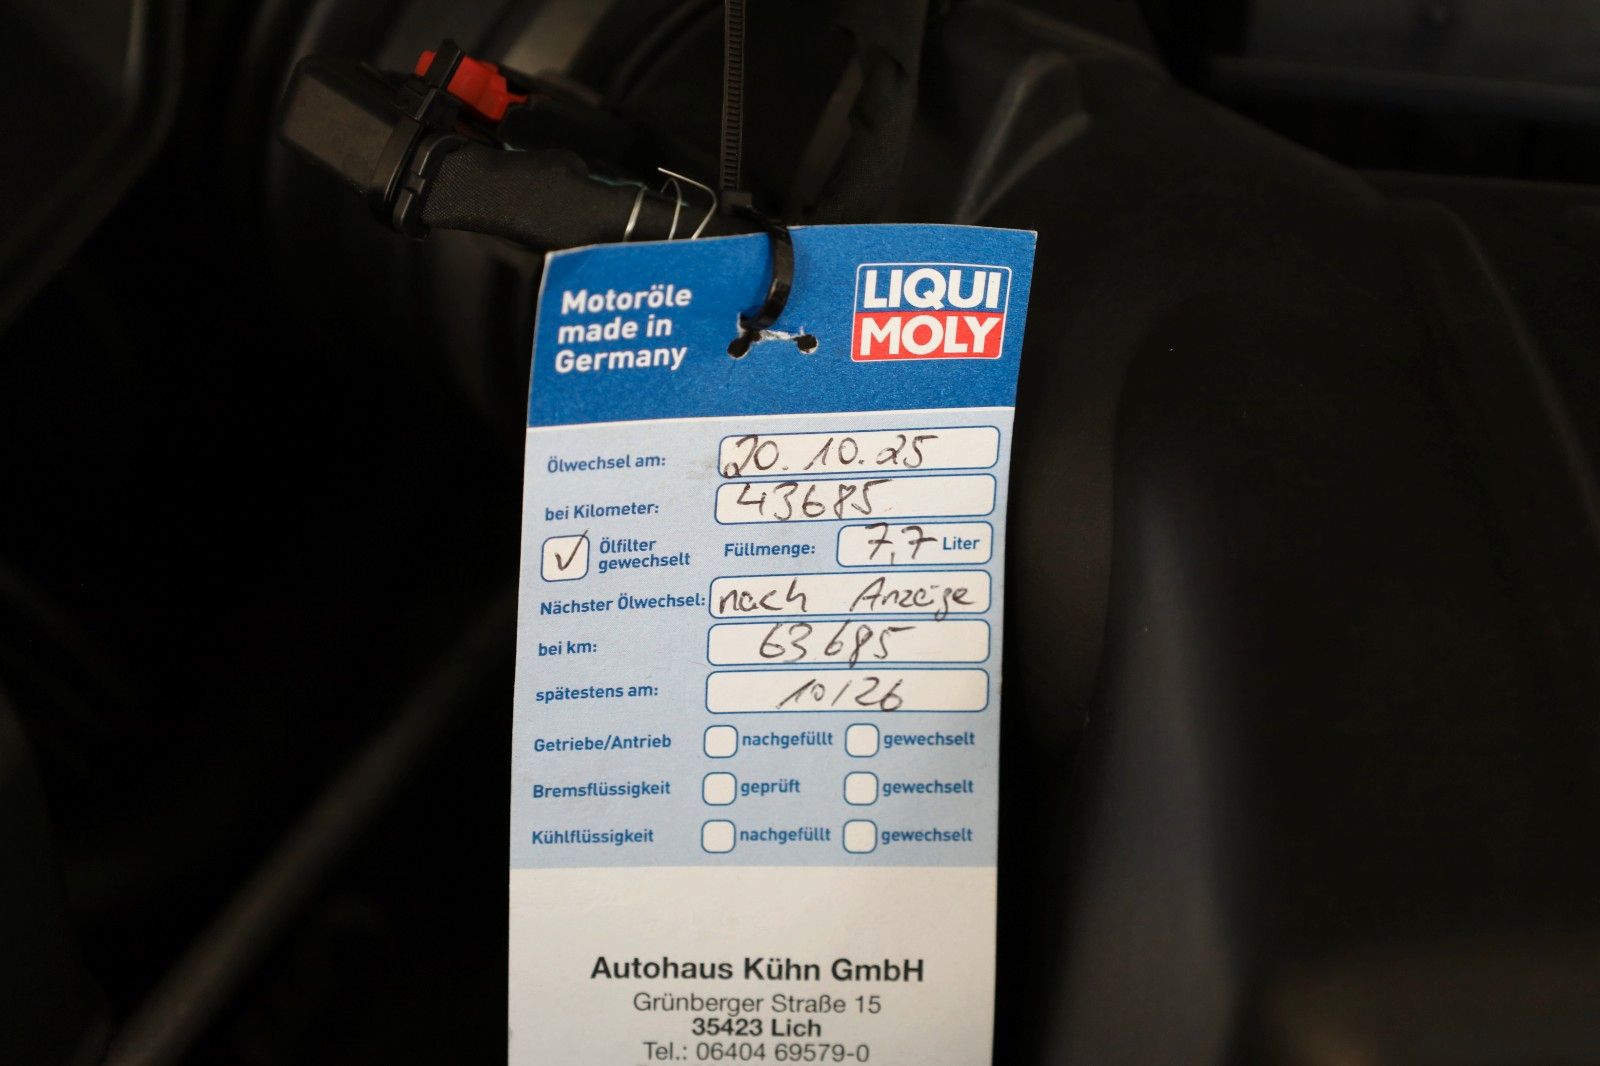 Motoröle
made in
Germany
LIQUI
MOLY
Ölwechsel am: 20.10.25
bei Kilometer: 43685
Ölfilter
gewechselt
Füllmenge: 7,7 Liter
Nächster Ölwechsel: nach Anzeige
bei km: 63685
spätestens am: 10/26
Getriebe/Antrieb nachgefüllt gewechselt
Bremsflüssigkeit geprüft gewechselt
Kühlflüssigkeit nachgefüllt gewechselt
Autohaus Kühn GmbH
Grünberger Straße 15
35423 Lich
Tel.: 06404 69579-0